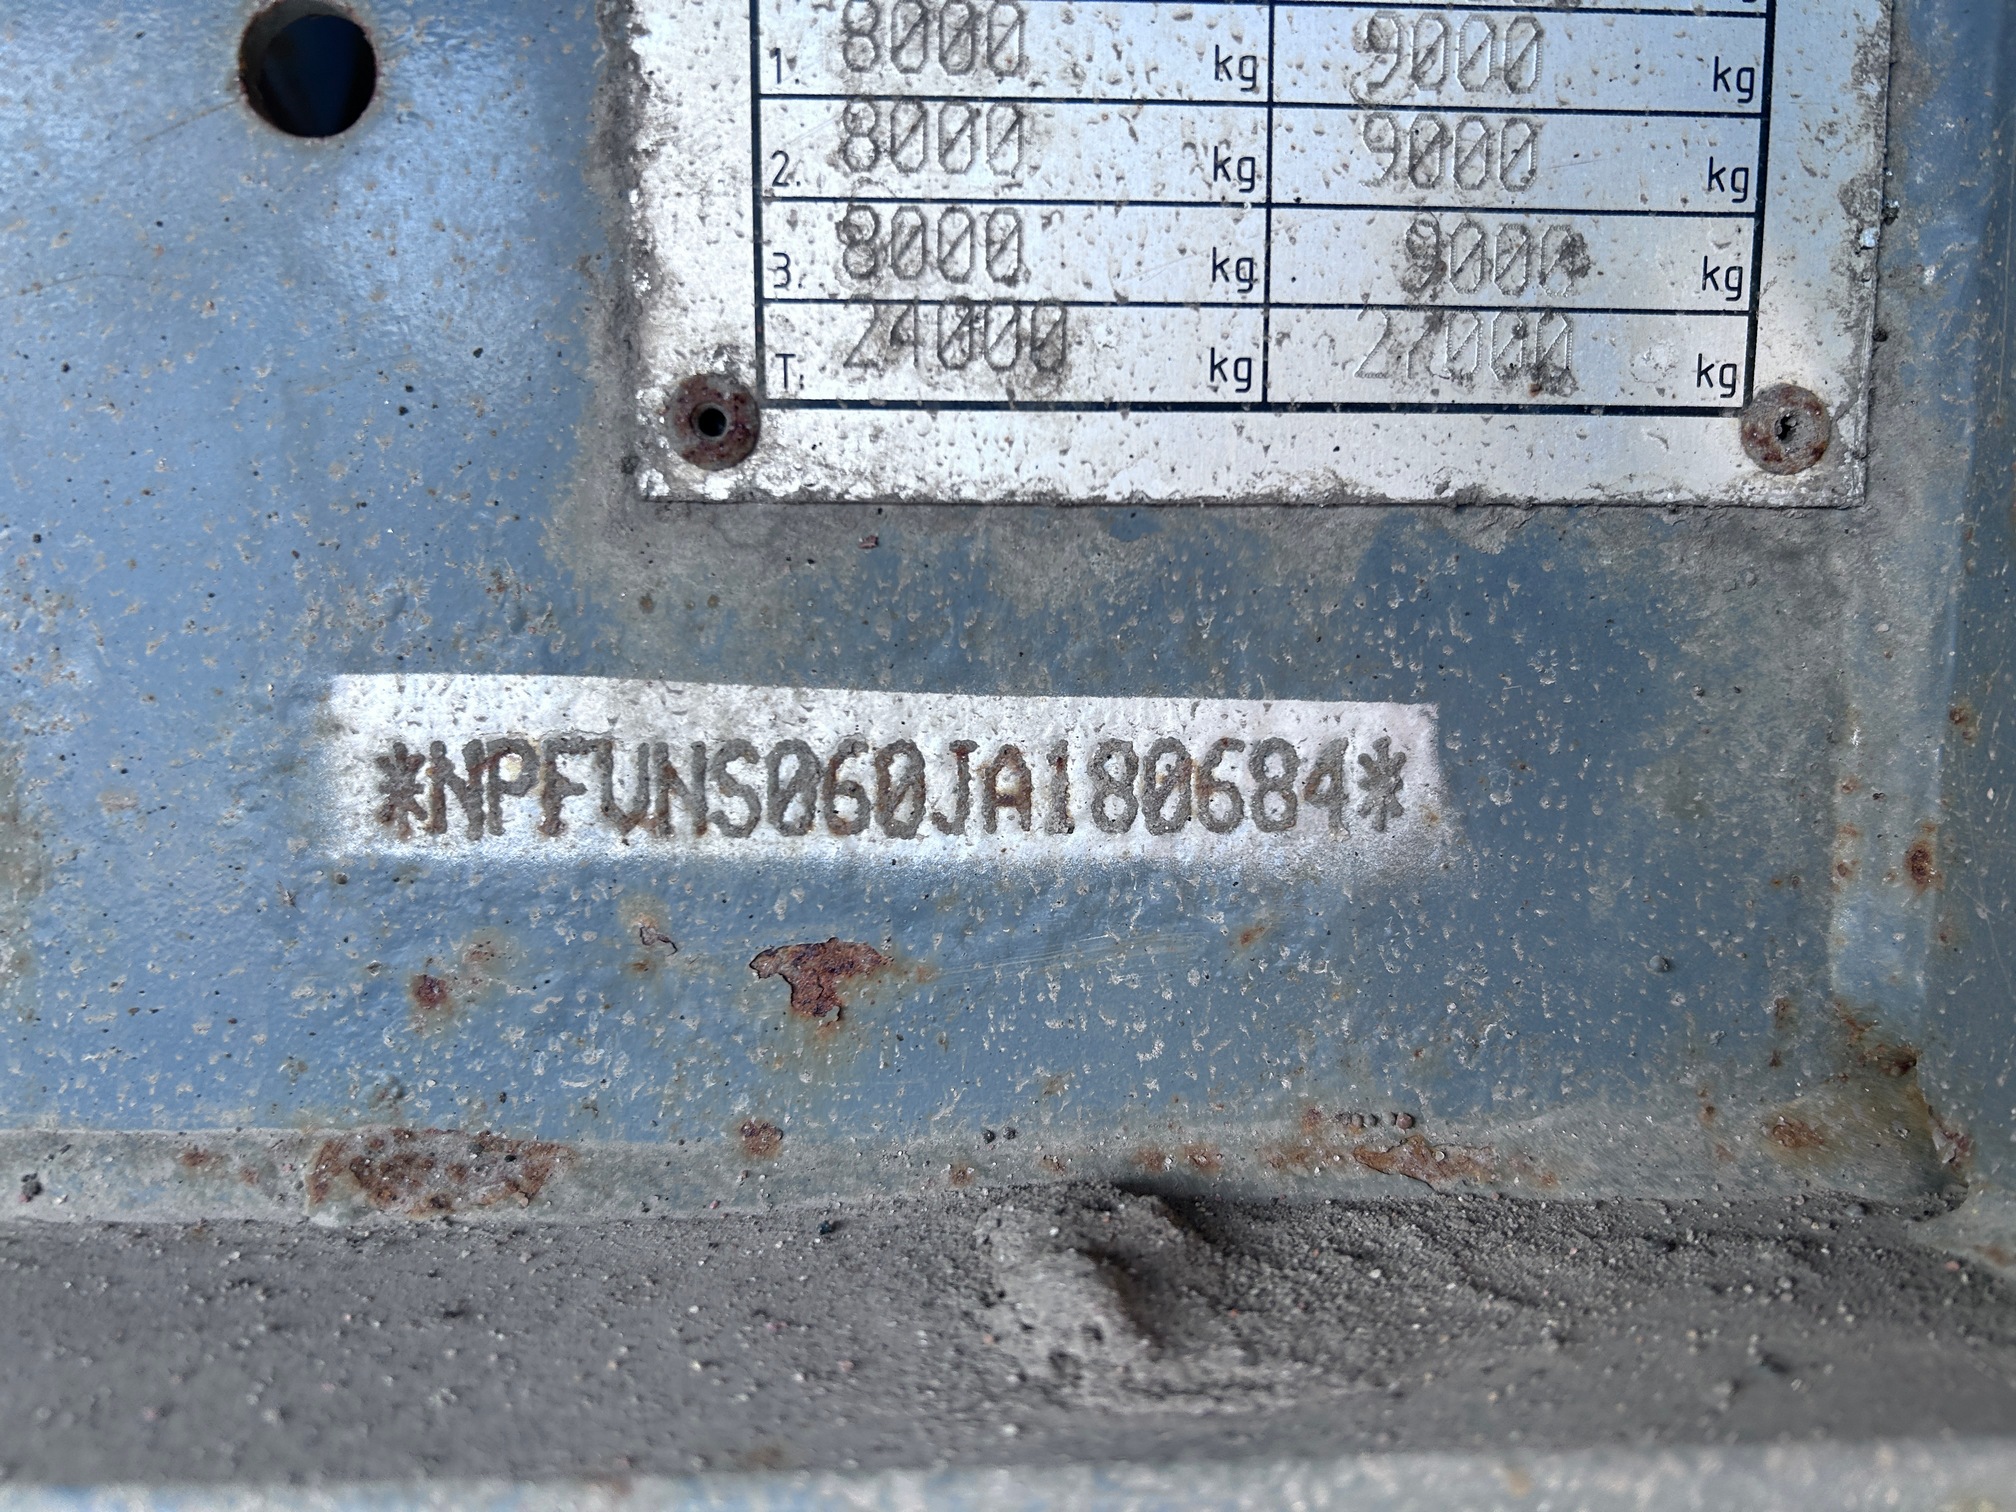 1. 8000 kg 9000 kg
2. 8000 kg 9000 kg
3. 8000 kg 9000 kg
T: 24000 kg 27000 kg
*NPFVNS060JA180684*